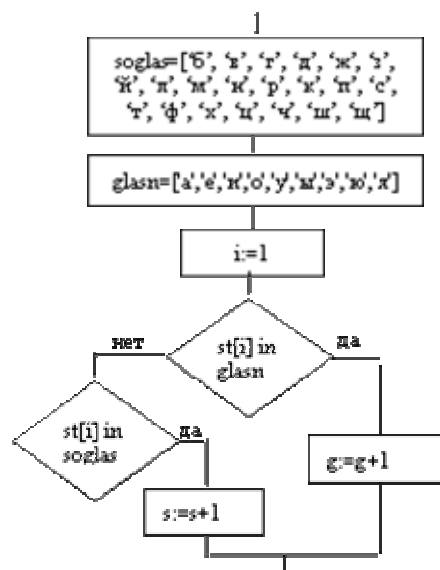 soglas=['б', 'в', 'г', 'д', 'ж', 'з',
'й', 'л', 'м', 'н', 'р', 'к', 'п', 'с',
'т', 'ф', 'х', 'ц', 'ч', 'ш', 'щ']
glasn=[а','е','и','о','у','ы','э','ю','я']
i:=1
st[i] in
glasn
нет
да
st[i] in
soglas
да
g:=g+1
s:=s+1